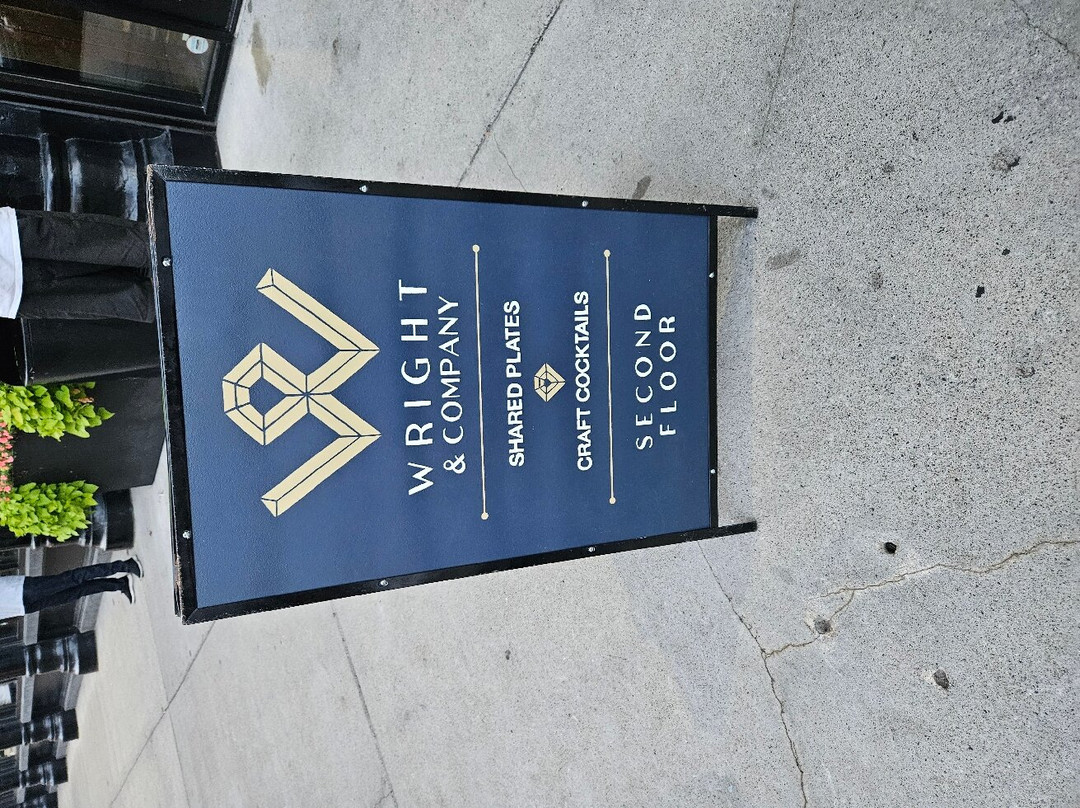 WRIGHT
& COMPANY
SHARED PLATES
CRAFT COCKTAILS
SECOND
FLOOR